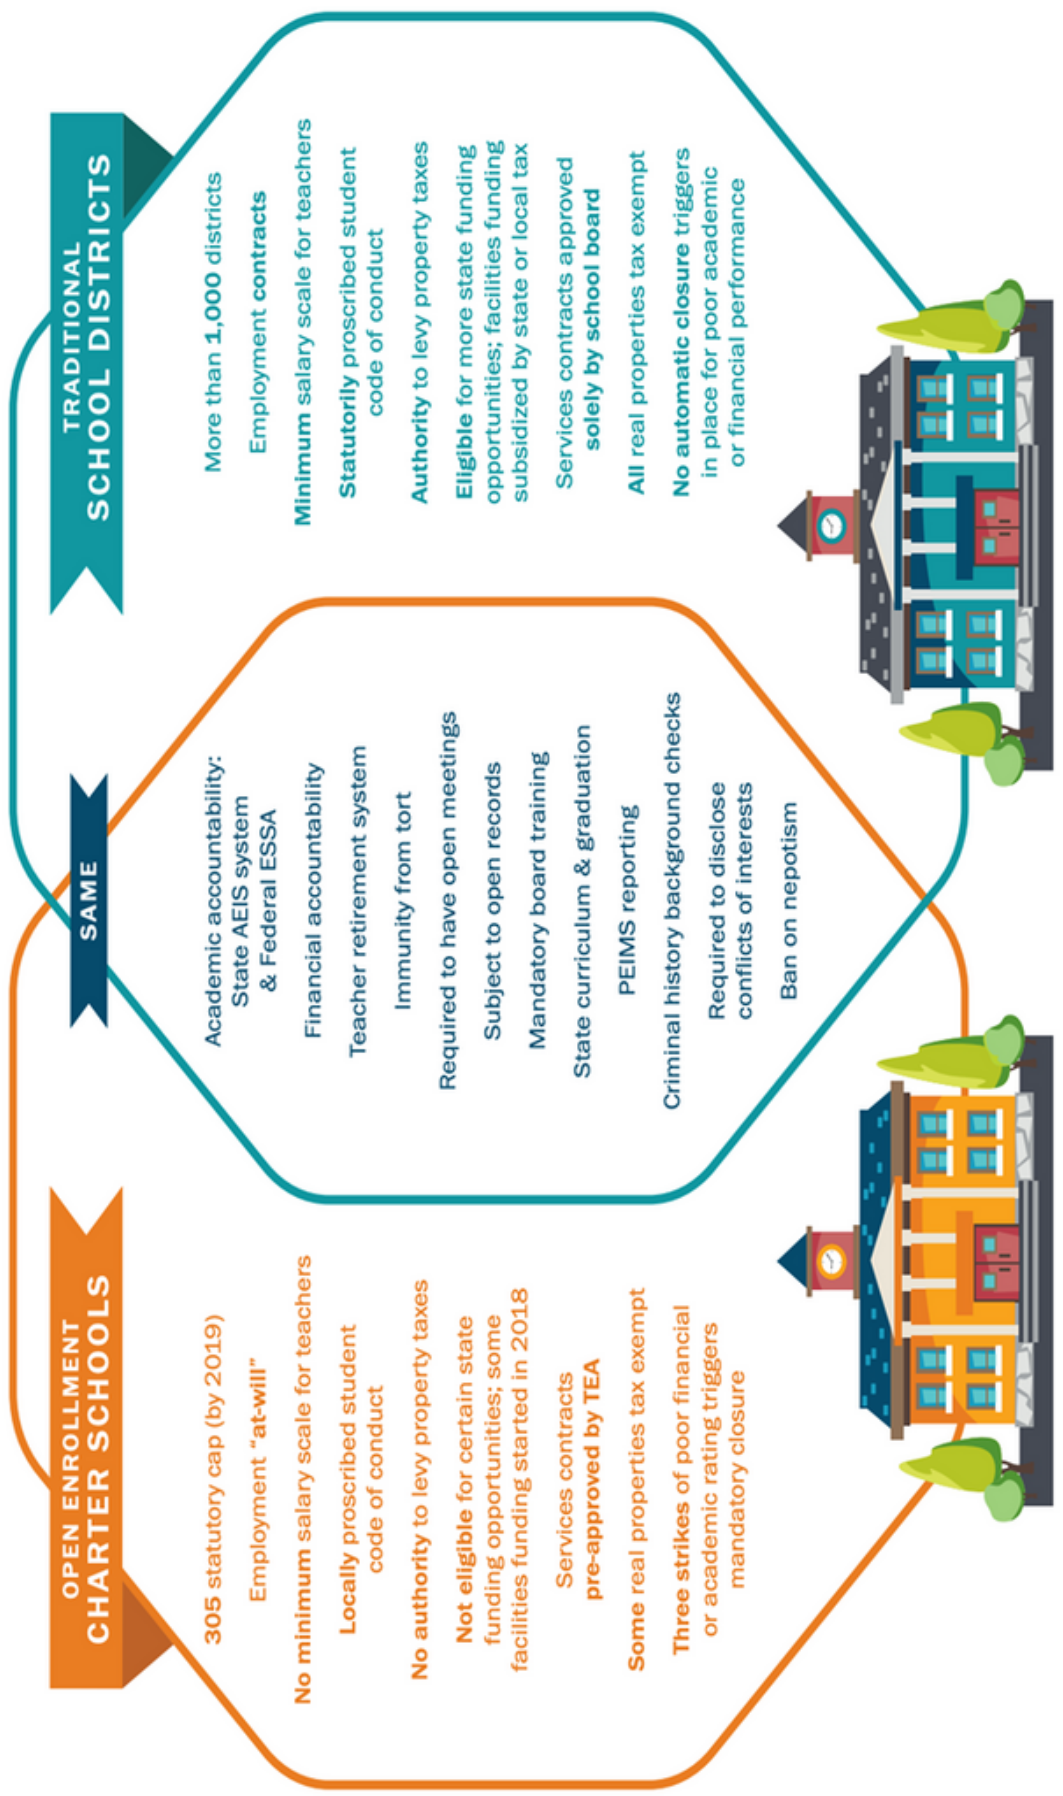 OPEN ENROLLMENT
CHARTER SCHOOLS
305 statutory cap (by 2019)
Employment "at-will"
No minimum salary scale for teachers
Locally proscribed student
code of conduct
No authority to levy property taxes
Not eligible for certain state
funding opportunities; some
facilities funding started in 2018
Services contracts
pre-approved by TEA
Some real properties tax exempt
Three strikes of poor financial
or academic rating triggers
mandatory closure
SAME
Academic accountability:
State AEIS system
& Federal ESSA
Financial accountability
Teacher retirement system
Immunity from tort
Required to have open meetings
Subject to open records
Mandatory board training
State curriculum & graduation
PEIMS reporting
Criminal history background checks
Required to disclose
conflicts of interests
Ban on nepotism
TRADITIONAL
SCHOOL DISTRICTS
More than 1,000 districts
Employment contracts
Minimum salary scale for teachers
Statutorily proscribed student
code of conduct
Authority to levy property taxes
Eligible for more state funding
opportunities; facilities funding
subsidized by state or local tax
Services contracts approved
solely by school board
All real properties tax exempt
No automatic closure triggers
in place for poor academic
or financial performance